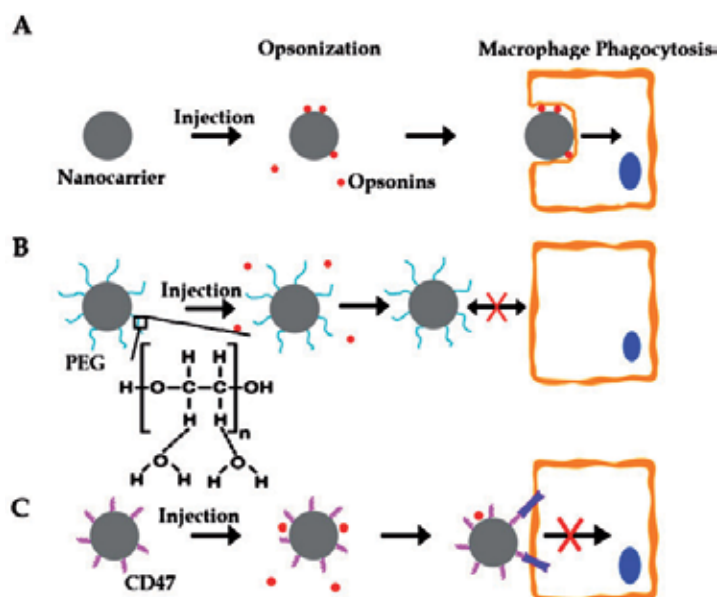 A
Opsonization
Macrophage Phagocytosis
Injection
Nanocarrier
Opsonins
B
Injection
PEG
H H
H-O-C-C-OH
H H
n
O O
H H H H
C
Injection
CD47